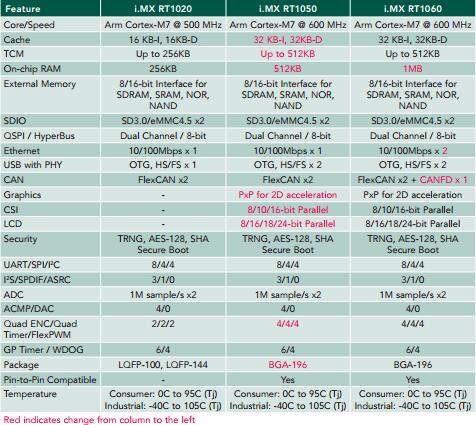 Feature i.MX RT1020 i.MX RT1050 i.MX RT1060
Core/Speed Arm Cortex-M7 @ 500 MHz Arm Cortex-M7 @ 600 MHz Arm Cortex-M7 @ 600 MHz
Cache 16 KB-I, 16KB-D 32 KB-I, 32KB-D 32 KB-I, 32KB-D
TCM Up to 256KB Up to 512KB Up to 512KB
On-chip RAM 256KB 512KB 1MB
External Memory 8/16-bit Interface for 8/16-bit Interface for 8/16-bit Interface for
SDRAM, SRAM, NOR, SDRAM, SRAM, NOR, SDRAM, SRAM, NOR,
NAND NAND NAND
SDIO SD3.0/eMMC4.5 x2 SD3.0/eMMC4.5 x2 SD3.0/eMMC4.5 x2
QSPI / HyperBus Dual Channel / 8-bit Dual Channel / 8-bit Dual Channel / 8-bit
Ethernet 10/100Mbps x 1 10/100Mbps x 1 10/100Mbps x 2
USB with PHY OTG, HS/FS x 1 OTG, HS/FS x 2 OTG, HS/FS x 2
CAN FlexCAN x2 FlexCAN x2 FlexCAN x2 + CANFD x 1
Graphics - PxP for 2D acceleration PxP for 2D acceleration
CSI - 8/10/16-bit Parallel 8/10/16-bit Parallel
LCD - 8/16/18/24-bit Parallel 8/16/18/24-bit Parallel
Security TRNG, AES-128, SHA TRNG, AES-128, SHA TRNG, AES-128, SHA
Secure Boot Secure Boot Secure Boot
UART/SPI/I²C 8/4/4 8/4/4 8/4/4
I²S/SPDIF/ASRC 3/1/0 3/1/0 3/1/0
ADC 1M sample/s x2 1M sample/s x2 1M sample/s x2
ACMP/DAC 4/0 4/0 4/0
Quad ENC/Quad 2/2/2 4/4/4 4/4/4
Timer/FlexPWM
GP Timer / WDOG 6/4 6/4 6/4
Package LQFP-100, LQFP-144 BGA-196 BGA-196
Pin-to-Pin Compatible - Yes Yes
Temperature Consumer: 0C to 95C (Tj) Consumer: 0C to 95C (Tj) Consumer: 0C to 95C (Tj)
Industrial: -40C to 105C (Tj) Industrial: -40C to 105C (Tj) Industrial: -40C to 105C (Tj)
Red indicates change from column to the left